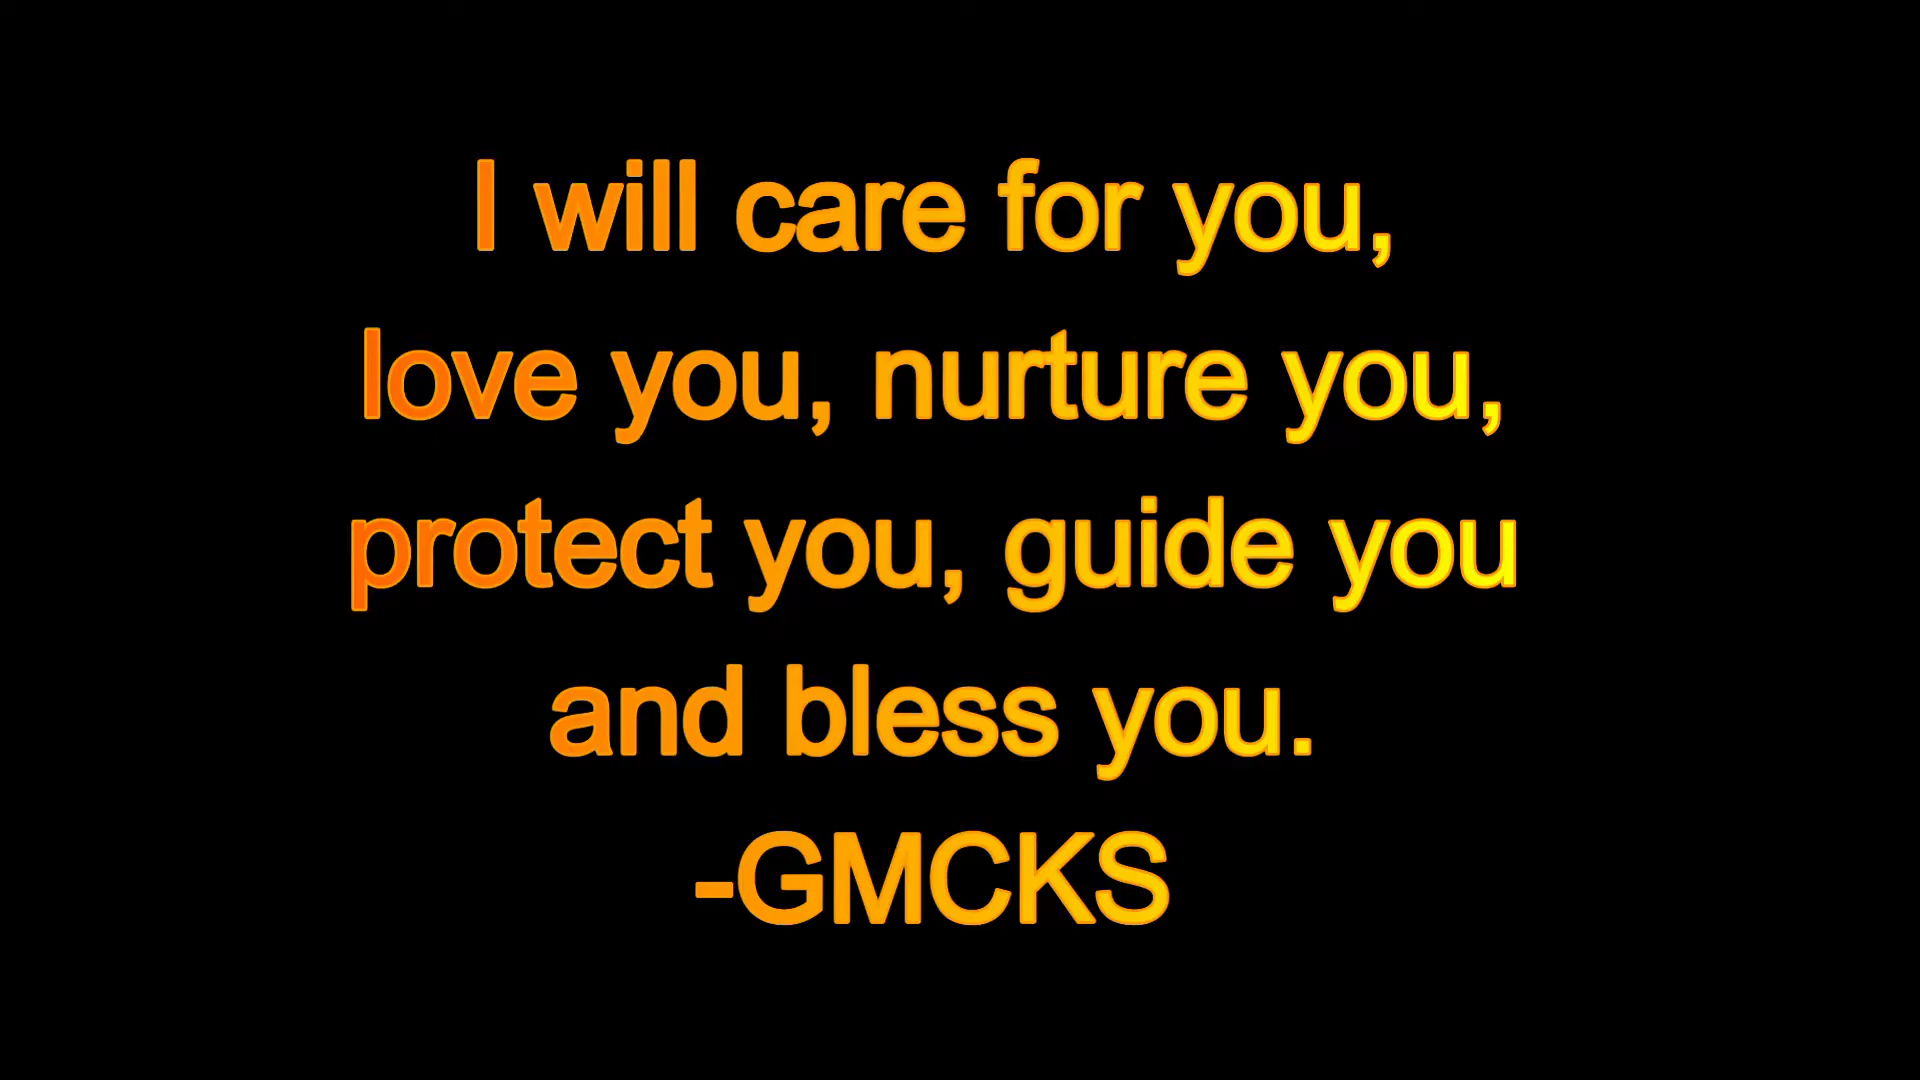 I will care for you,
love you, nurture you,
protect you, guide you
and bless you.
-GMCKS